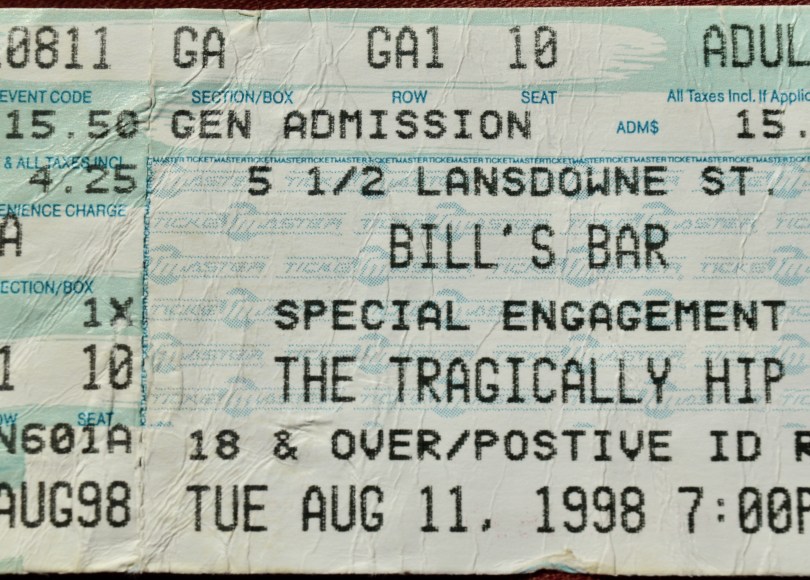 0811 GA GA1 10 ADUL
EVENT CODE SECTION/BOX ROW SEAT All Taxes Incl. If Applic
15.50 GEN ADMISSION ADM$ 15.
& ALL TAXES INCL. TICKETMASTERTICKETMASTERTICKETMASTERTICKETMASTER
4.25 5 1/2 LANSDOWNE ST.
ENIENCE CHARGE
A BILL'S BAR
ECTION/BOX
1X SPECIAL ENGAGEMENT
1 10 THE TRAGICALLY HIP
OW SEAT
N601A 18 & OVER/POSTIVE ID R
AUG98 TUE AUG 11, 1998 7:00P